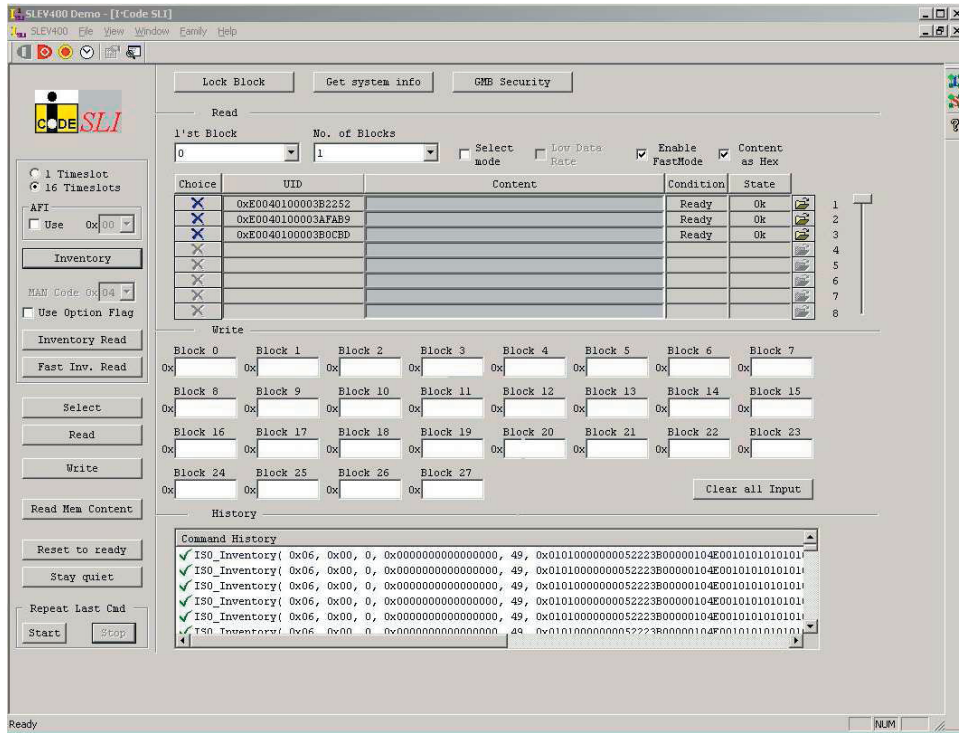 SLEV400 Demo - [I·Code SLI]
SLEV400 File View Window Family Help
Lock Block Get system info GMB Security
CODE SLI
Read
1'st Block No. of Blocks
0 1 Select mode Low Data Rate Enable FastMode Content as Hex
1 Timeslot
16 Timeslots
AFI
Use 0x 00
Inventory
MAN Code 0x 04
Use Option Flag
Inventory Read
Fast Inv. Read
Select
Read
Write
Read Mem Content
Reset to ready
Stay quiet
Repeat Last Cmd
Start Stop
Choice UID Content Condition State
0xE0040100003B2252 Ready Ok 1
0xE0040100003AFAB9 Ready Ok 2
0xE0040100003B0CBD Ready Ok 3
4
5
6
7
8
Write
Block 0 Block 1 Block 2 Block 3 Block 4 Block 5 Block 6 Block 7
0x 0x 0x 0x 0x 0x 0x 0x
Block 8 Block 9 Block 10 Block 11 Block 12 Block 13 Block 14 Block 15
0x 0x 0x 0x 0x 0x 0x 0x
Block 16 Block 17 Block 18 Block 19 Block 20 Block 21 Block 22 Block 23
0x 0x 0x 0x 0x 0x 0x 0x
Block 24 Block 25 Block 26 Block 27
0x 0x 0x 0x Clear all Input
History
Command History
ISO_Inventory( 0x06, 0x00, 0, 0x0000000000000000, 49,
ISO_Inventory( 0x06, 0x00, 0, 0x0000000000000000, 49,
ISO_Inventory( 0x06, 0x00, 0, 0x0000000000000000, 49,
ISO_Inventory( 0x06, 0x00, 0, 0x0000000000000000, 49,
ISO_Inventory( 0x06, 0x00, 0, 0x0000000000000000, 49,
ISO_Inventory( 0x06, 0x00, 0, 0x0000000000000000, 49,
Ready NUM